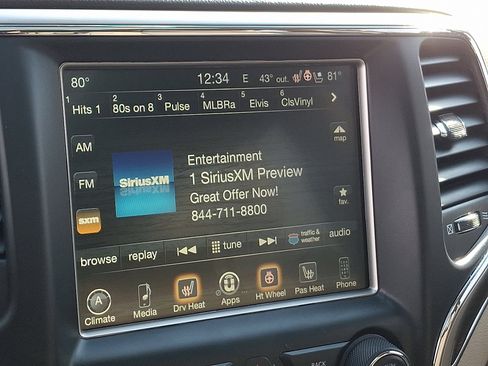 80° 12:34 E 43° out. 81°
1 Hits 1 2 80s on 8 3 Pulse 4 MLBRa 5 Elvis 6 ClsVinyl
AM
map
Entertainment
1 SiriusXM Preview
SiriusXM
FM
Great Offer Now!
fav.
844-711-8800
sxm
browse replay tune traffic & weather audio
Climate Media Drv Heat Apps Ht Wheel Pas Heat Phone
BACK